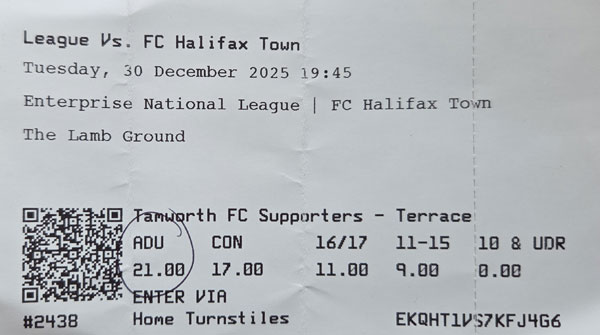 League Vs. FC Halifax Town
Tuesday, 30 December 2025 19:45
Enterprise National League | FC Halifax Town
The Lamb Ground
Tamworth FC Supporters - Terrace
ADU CON 16/17 11-15 10 & UDR
21.00 17.00 11.00 9.00 0.00
ENTER VIA
#2438 Home Turnstiles EKQHT1VS7KFJ4G6